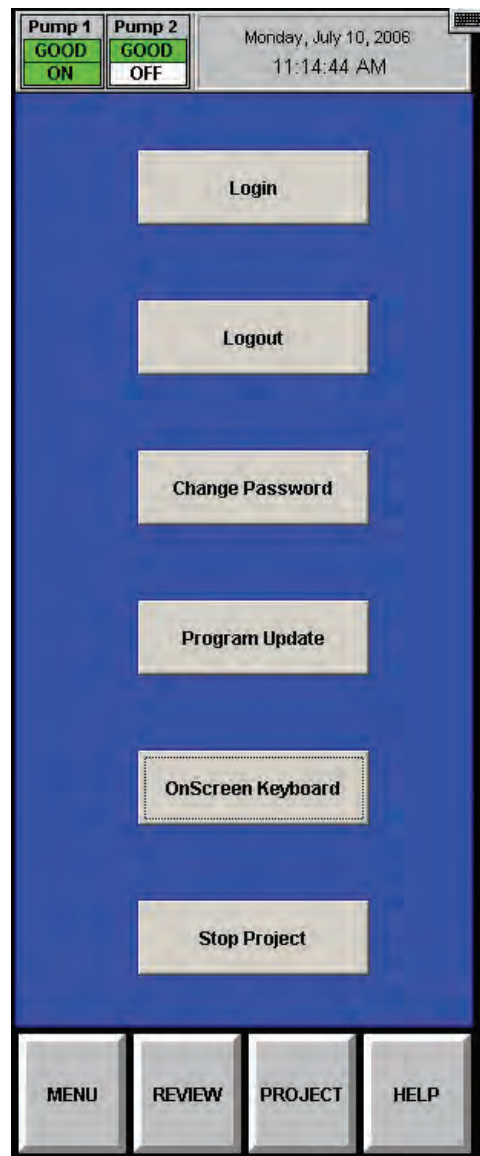 Pump 1
GOOD
ON
Pump 2
GOOD
OFF
Monday, July 10, 2006
11:14:44 AM
Login
Logout
Change Password
Program Update
OnScreen Keyboard
Stop Project
MENU
REVIEW
PROJECT
HELP